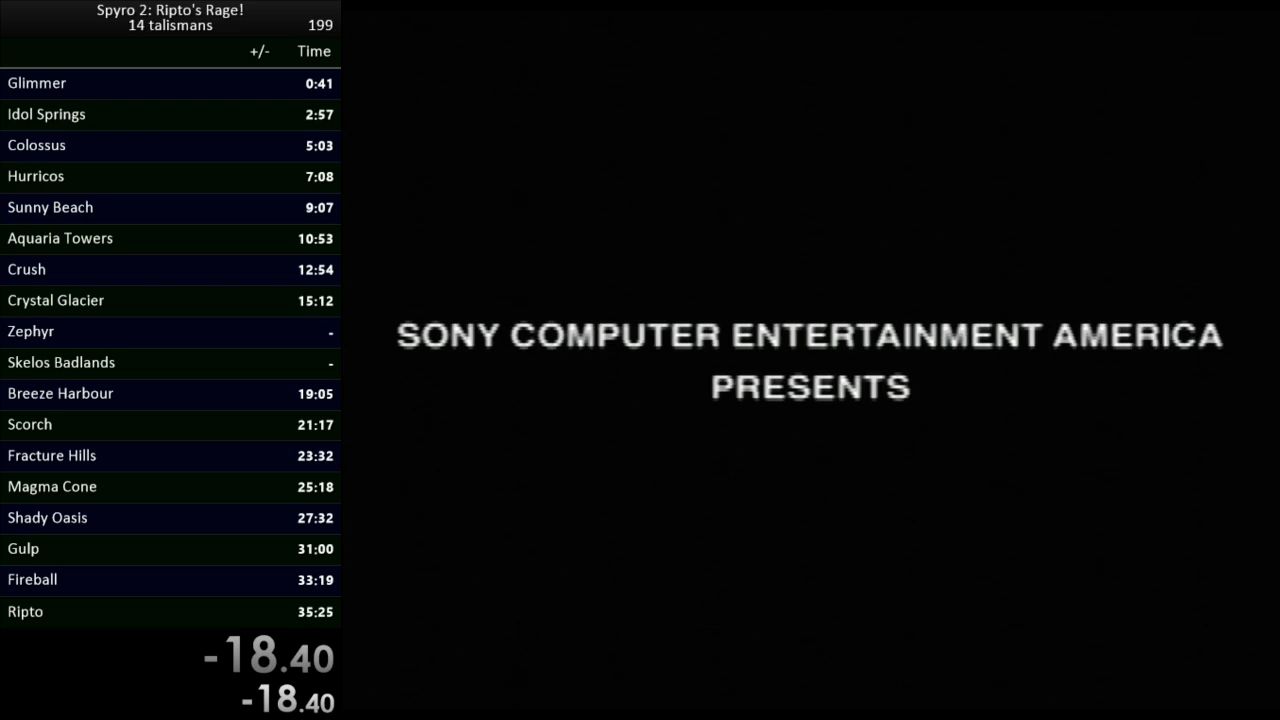 Spyro 2: Ripto's Rage!
14 talismans 199
+/- Time
Glimmer 0:41
Idol Springs 2:57
Colossus 5:03
Hurricos 7:08
Sunny Beach 9:07
Aquaria Towers 10:53
Crush 12:54
Crystal Glacier 15:12
Zephyr -
Skelos Badlands -
Breeze Harbour 19:05
Scorch 21:17
Fracture Hills 23:32
Magma Cone 25:18
Shady Oasis 27:32
Gulp 31:00
Fireball 33:19
Ripto 35:25
-18.40
-18.40
SONY COMPUTER ENTERTAINMENT AMERICA
PRESENTS